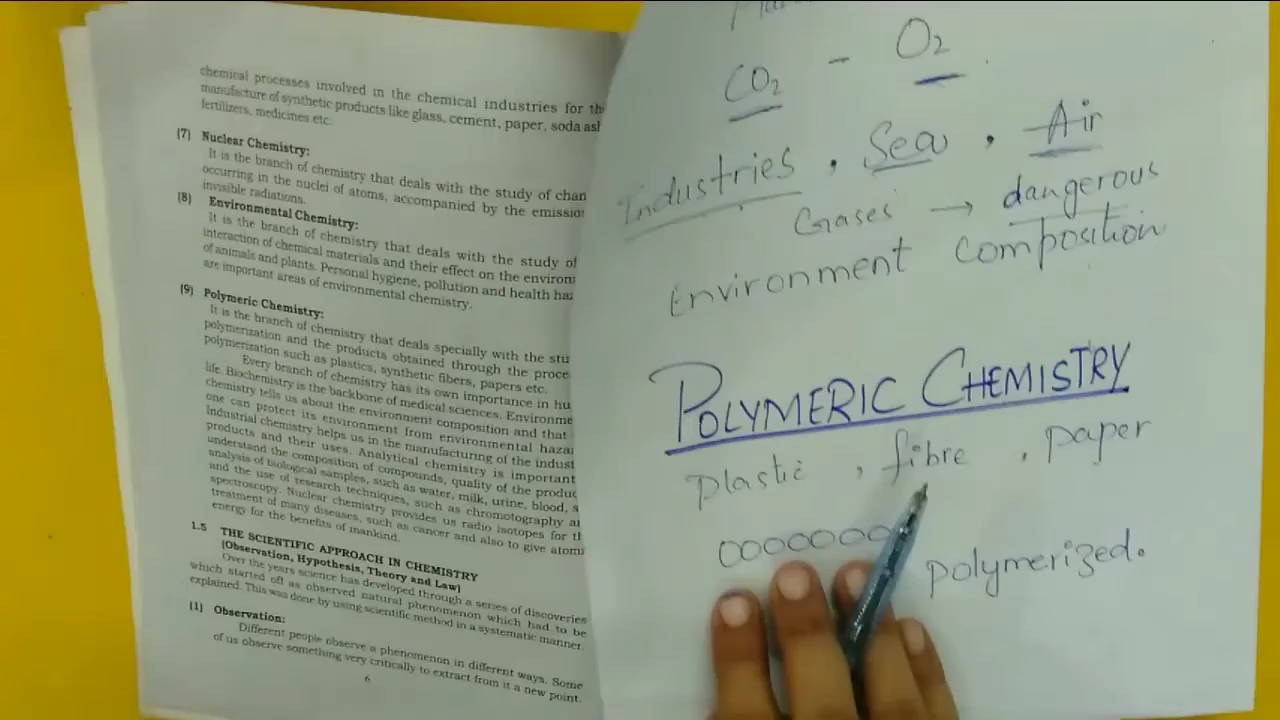 chemical processes involved in the chemical industries for th
manufacture of synthetic products like glass, cement, paper, soda ash
fertilizers, medicines etc.
(7) Nuclear Chemistry:
It is the branch of chemistry that deals with the study of chan
occurring in the nuclei of atoms, accompanied by the emissio
invisible radiations.
(8) Environmental Chemistry:
It is the branch of chemistry that deals with the study of
interaction of chemical materials and their effect on the environ
of animals and plants. Personal hygiene, pollution and health haz
are important areas of environmental chemistry.
(9) Polymeric Chemistry:
It is the branch of chemistry that deals specially with the stu
polymerization and the products obtained through the proce
polymerization such as plastics, synthetic fibers, papers etc.
Every branch of chemistry has its own importance in hu
life. Biochemistry is the backbone of medical sciences. Environme
chemistry tells us about the environment composition and that
one can protect its environment from environmental hazar
Industrial chemistry helps us in the manufacturing of the indust
products and their uses. Analytical chemistry is important
understand the composition of compounds, quality of the produc
analysis of biological samples, such as water, milk, urine, blood, s
and the use of research techniques, such as chromotography a
spectroscopy. Nuclear chemistry provides us radio isotopes for t
treatment of many diseases, such as cancer and also to give atom
energy for the benefits of mankind.
1.5 THE SCIENTIFIC APPROACH IN CHEMISTRY
(Observation, Hypothesis, Theory and Law)
Over the years science has developed through a series of discoveries
which started off as observed natural phenomenon which had to be
explained. This was done by using scientific method in a systematic manner.
(1) Observation:
Different people observe a phenomenon in different ways. Some
of us observe something very critically to extract from it a new point.
6
CO2 - O2
Industries, Sea, Air
Gases → dangerous
Environment composition
POLYMERIC CHEMISTRY
plastic, fibre, paper
polymerized.